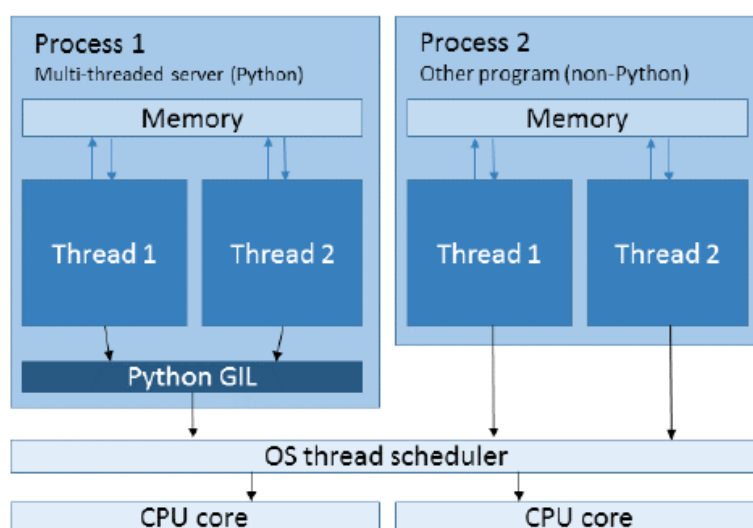 Process 1
Multi-threaded server (Python)
Memory
Thread 1
Thread 2
Python GIL
Process 2
Other program (non-Python)
Memory
Thread 1
Thread 2
OS thread scheduler
CPU core
CPU core